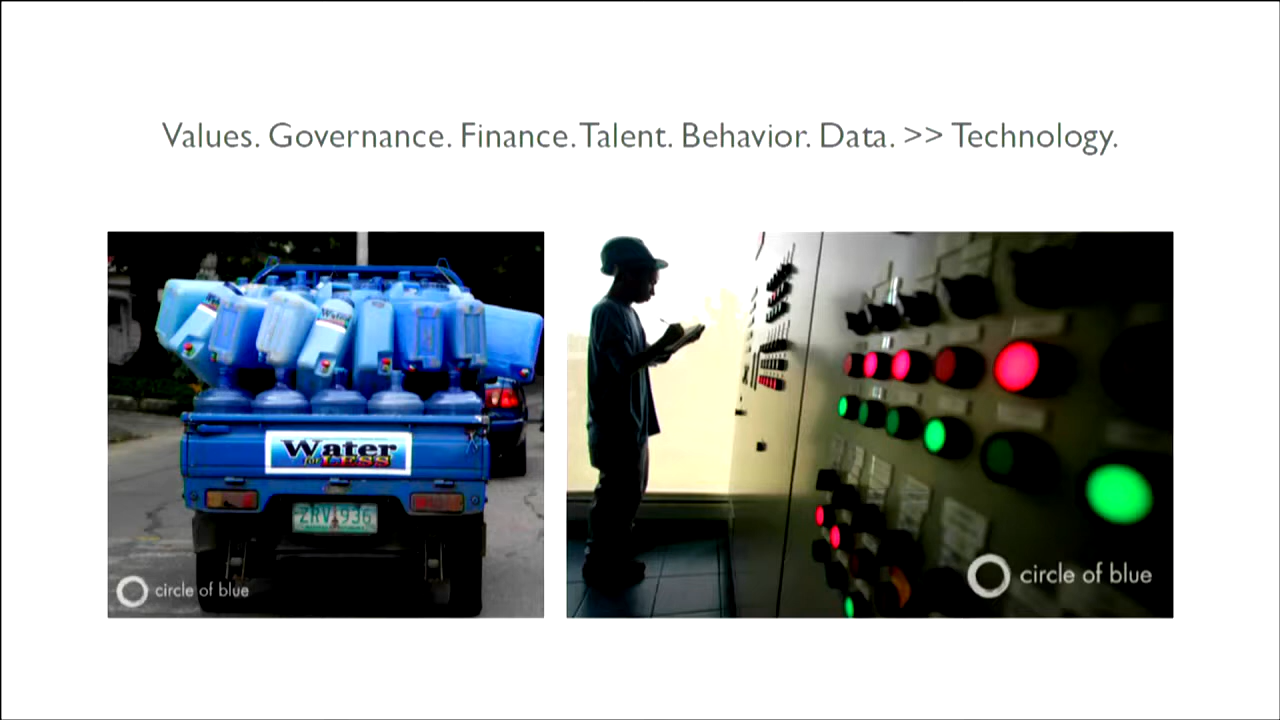 Values. Governance. Finance. Talent. Behavior. Data. >> Technology.
Water
for LESS
ZRV 936
circle of blue
circle of blue